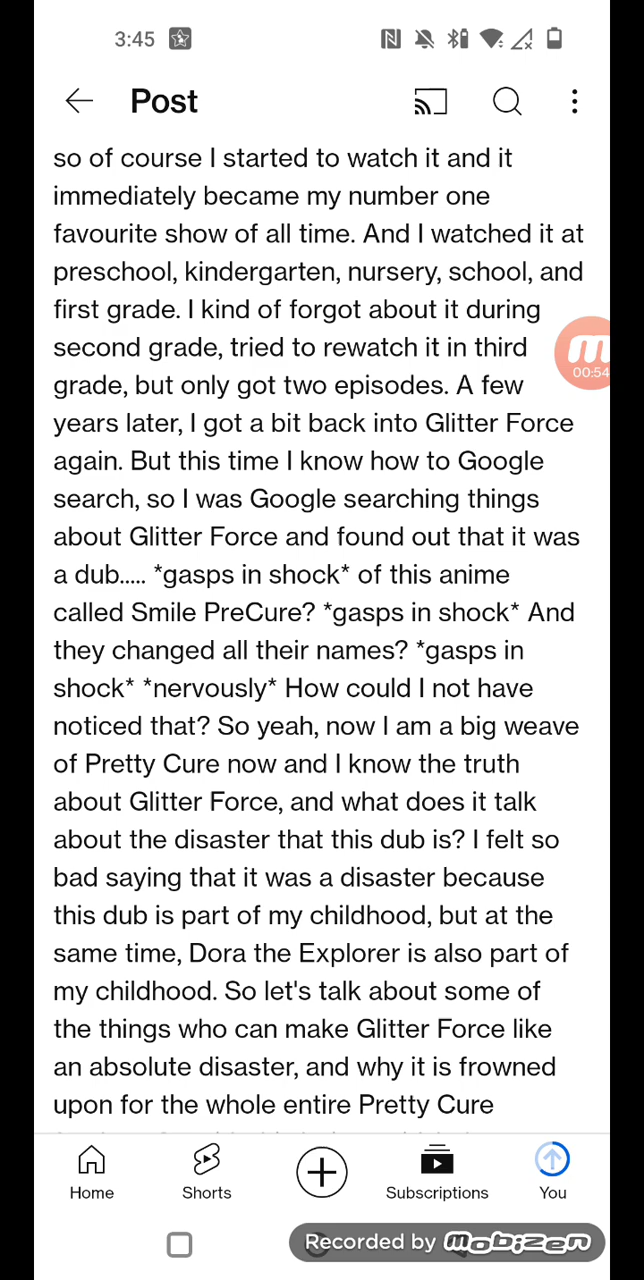 3:45
Post
so of course I started to watch it and it
immediately became my number one
favourite show of all time. And I watched it at
preschool, kindergarten, nursery, school, and
first grade. I kind of forgot about it during
second grade, tried to rewatch it in third
grade, but only got two episodes. A few
years later, I got a bit back into Glitter Force
again. But this time I know how to Google
search, so I was Google searching things
about Glitter Force and found out that it was
a dub..... *gasps in shock* of this anime
called Smile PreCure? *gasps in shock* And
they changed all their names? *gasps in
shock* *nervously* How could I not have
noticed that? So yeah, now I am a big weave
of Pretty Cure now and I know the truth
about Glitter Force, and what does it talk
about the disaster that this dub is? I felt so
bad saying that it was a disaster because
this dub is part of my childhood, but at the
same time, Dora the Explorer is also part of
my childhood. So let's talk about some of
the things who can make Glitter Force like
an absolute disaster, and why it is frowned
upon for the whole entire Pretty Cure
00:54
Home
Shorts
Subscriptions
You
Recorded by mobizen